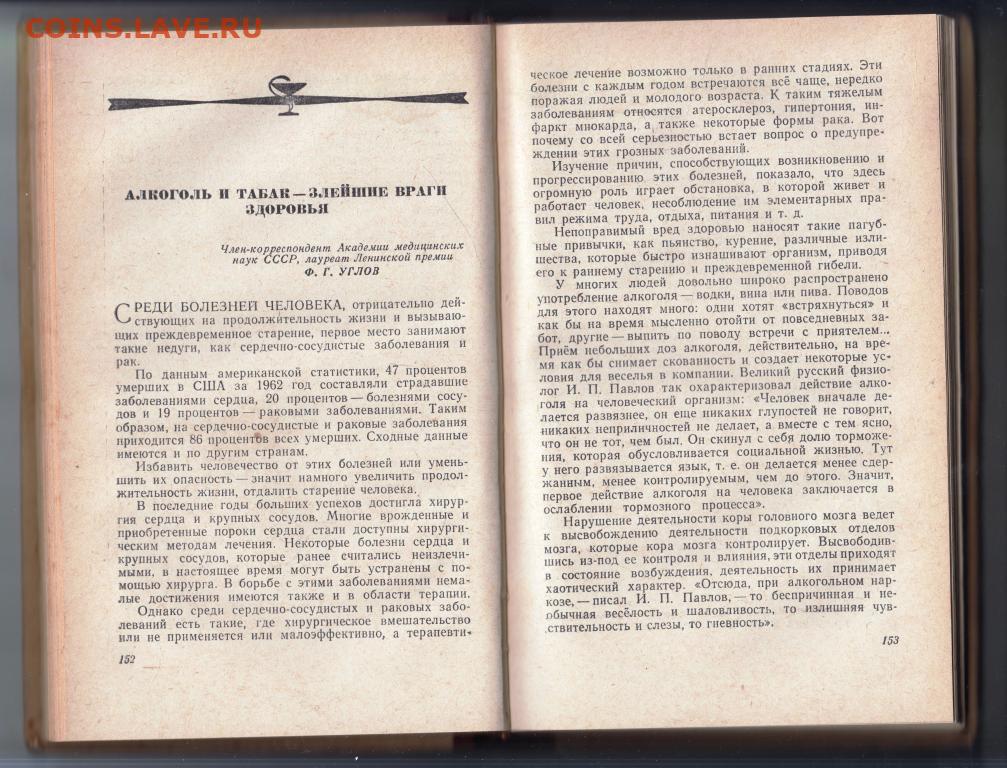 COINS.LAVE.RU
АЛКОГОЛЬ И ТАБАК — ЗЛЕЙШИЕ ВРАГИ
ЗДОРОВЬЯ
Член-корреспондент Академии медицинских
наук СССР, лауреат Ленинской премии
Ф. Г. УГЛОВ
СРЕДИ БОЛЕЗНЕЙ ЧЕЛОВЕКА, отрицательно дей-
ствующих на продолжительность жизни и вызываю-
щих преждевременное старение, первое место занимают
такие недуги, как сердечно-сосудистые заболевания и
рак.
По данным американской статистики, 47 процентов
умерших в США за 1962 год составляли страдавшие
заболеваниями сердца, 20 процентов — болезнями сосу-
дов и 19 процентов — раковыми заболеваниями. Таким
образом, на сердечно-сосудистые и раковые заболевания
приходится 86 процентов всех умерших. Сходные данные
имеются и по другим странам.
Избавить человечество от этих болезней или умень-
шить их опасность — значит намного увеличить продол-
жительность жизни, отдалить старение человека.
В последние годы больших успехов достигла хирур-
гия сердца и крупных сосудов. Многие врожденные и
приобретенные пороки сердца стали доступны хирурги-
ческим методам лечения. Некоторые болезни сердца и
крупных сосудов, которые ранее считались неизлечи-
мыми, в настоящее время могут быть устранены с по-
мощью хирурга. В борьбе с этими заболеваниями нема-
лые достижения имеются также и в области терапии.
Однако среди сердечно-сосудистых и раковых забо-
леваний есть такие, где хирургическое вмешательство
или не применяется или малоэффективно, а терапевти-
152
ческое лечение возможно только в ранних стадиях. Эти
болезни с каждым годом встречаются всё чаще, нередко
поражая людей и молодого возраста. К таким тяжелым
заболеваниям относятся атеросклероз, гипертония, ин-
фаркт миокарда, а также некоторые формы рака. Вот
почему со всей серьезностью встает вопрос о предупре-
ждении этих грозных заболеваний.
Изучение причин, способствующих возникновению и
прогрессированию этих болезней, показало, что здесь
огромную роль играет обстановка, в которой живет и
работает человек, несоблюдение им элементарных пра-
вил режима труда, отдыха, питания и т. д.
Непоправимый вред здоровью наносят такие пагуб-
ные привычки, как пьянство, курение, различные изли-
шества, которые быстро изнашивают организм, приводя
его к раннему старению и преждевременной гибели.
У многих людей довольно широко распространено
употребление алкоголя — водки, вина или пива. Поводов
для этого находят много: одни хотят «встряхнуться» и
как бы на время мысленно отойти от повседневных за-
бот, другие — выпить по поводу встречи с приятелем...
Приём небольших доз алкоголя, действительно, на вре-
мя как бы снимает скованность и создает некоторые ус-
ловия для веселья в компании. Великий русский физио-
лог И. П. Павлов так охарактеризовал действие алко-
голя на человеческий организм: «Человек вначале де-
лается развязнее, он еще никаких глупостей не говорит,
никаких неприличностей не делает, а вместе с тем ясно,
что он не тот, чем был. Он скинул с себя долю торможе-
ния, которая обусловливается социальной жизнью. Тут
у него развязывается язык, т. е. он делается менее сдер-
жанным, менее контролируемым, чем до этого. Значит,
первое действие алкоголя на человека заключается в
ослаблении тормозного процесса».
Нарушение деятельности коры головного мозга ведет
к высвобождению деятельности подкорковых отделов
мозга, которые кора мозга контролирует. Высвободив-
шись из-под ее контроля и влияния, эти отделы приходят
в состояние возбуждения, деятельность их принимает
хаотический характер. «Отсюда, при алкогольном нар-
козе, — писал И. П. Павлов, — то беспричинная и не-
обычная весёлость и шаловливость, то излишняя чув-
ствительность и слезы, то гневность».
153